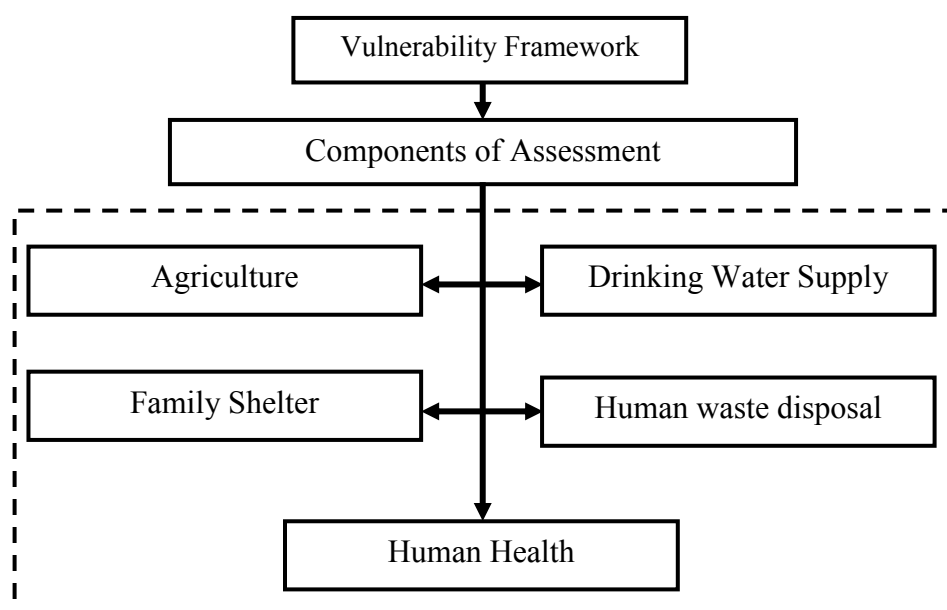 Vulnerability Framework
Components of Assessment
Agriculture
Drinking Water Supply
Family Shelter
Human waste disposal
Human Health